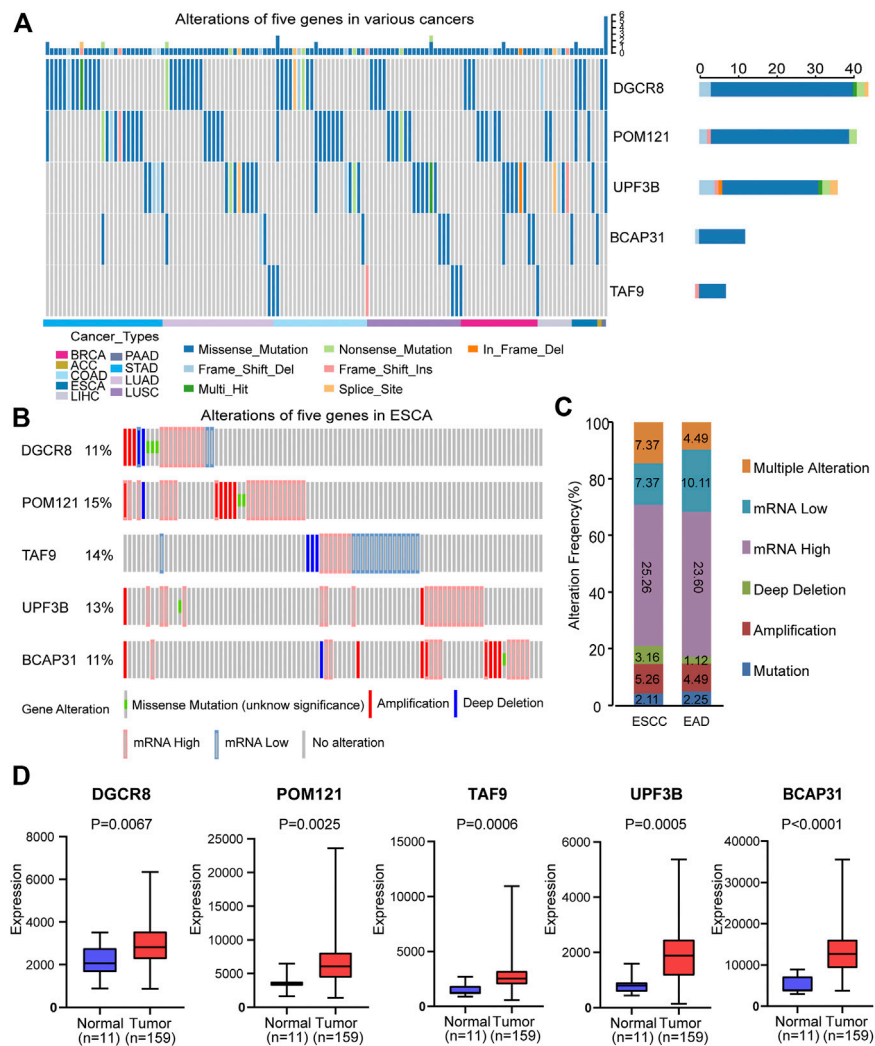 A
Alterations of five genes in various cancers
6
5
4
3
2
1
0
0 10 20 30 40
DGCR8
POM121
UPF3B
BCAP31
TAF9
Cancer_Types
BRCA PAAD
ACC STAD
COAD LUAD
ESCA LUSC
LIHC
Missense_Mutation Nonsense_Mutation In_Frame_Del
Frame_Shift_Del Frame_Shift_Ins
Multi_Hit Splice_Site
B
Alterations of five genes in ESCA
DGCR8 11%
POM121 15%
TAF9 14%
UPF3B 13%
BCAP31 11%
Gene Alteration Missense Mutation (unknow significance) Amplification Deep Deletion
mRNA High mRNA Low No alteration
C
Alteration Freqency(%)
100
80
60
40
20
0
7.37 4.49
7.37 10.11
25.26 23.60
3.16 1.12
5.26 4.49
2.11 2.25
ESCC EAD
Multiple Alteration
mRNA Low
mRNA High
Deep Deletion
Amplification
Mutation
D
DGCR8
P=0.0067
Expression
8000
6000
4000
2000
0
Normal Tumor
(n=11) (n=159)
POM121
P=0.0025
Expression
25000
20000
15000
10000
5000
0
Normal Tumor
(n=11) (n=159)
TAF9
P=0.0006
Expression
15000
10000
5000
0
Normal Tumor
(n=11) (n=159)
UPF3B
P=0.0005
Expression
6000
4000
2000
0
Normal Tumor
(n=11) (n=159)
BCAP31
P<0.0001
Expression
40000
30000
20000
10000
0
Normal Tumor
(n=11) (n=159)